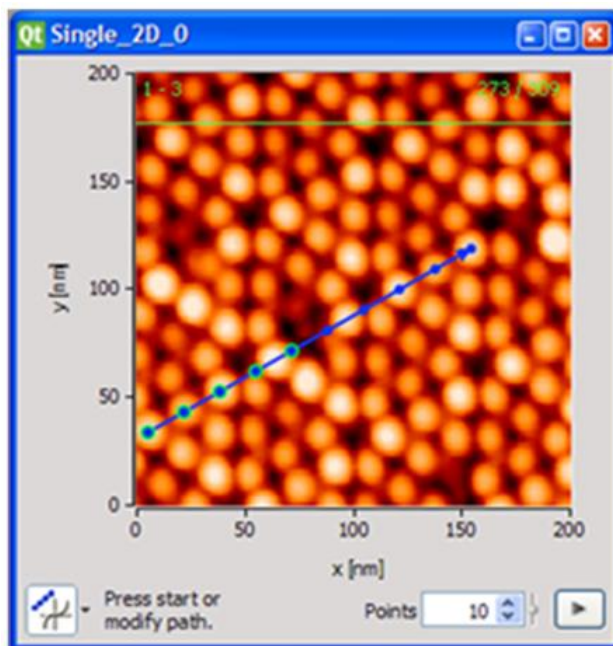 Qt Single_2D_0
200
1 - 3 273 / 509
150
100
y [nm]
50
0
0 50 100 150 200
x [nm]
Press start or
modify path.
Points 10